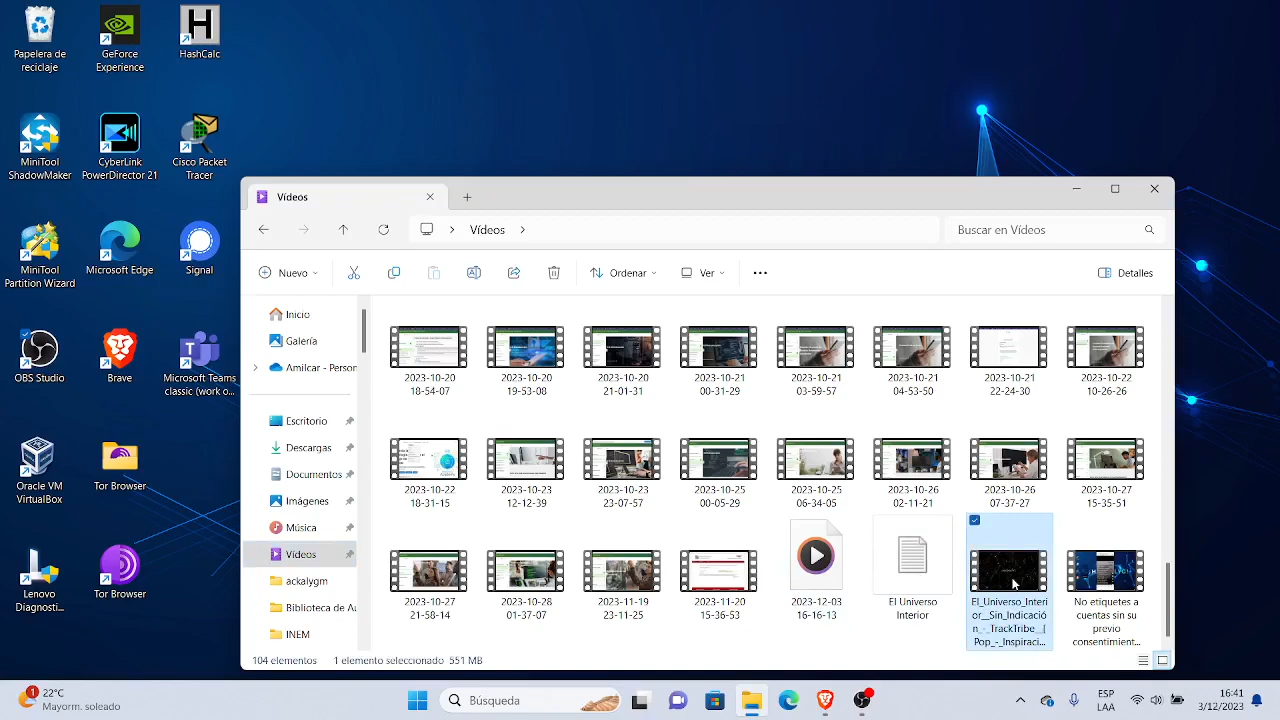 Papelera de
reciclaje
GeForce
Experience
HashCalc
MiniTool
ShadowMaker
CyberLink
PowerDirector 21
Cisco Packet
Tracer
MiniTool
Partition Wizard
Microsoft Edge
Signal
OBS Studio
Brave
Microsoft Teams
classic (work o...
Oracle VM
VirtualBox
Tor Browser
Lenovo
Diagnosti...
Tor Browser
Vídeos
Vídeos
Buscar en Vídeos
Nuevo
Ordenar
Ver
Detalles
Inicio
Galería
Amílcar - Person
Escritorio
Descargas
Documentos
Imágenes
Música
Vídeos
ackalygm
Biblioteca de Au
INEM
2023-10-20
18-54-07
2023-10-20
19-53-08
2023-10-20
21-01-31
2023-10-21
00-31-29
2023-10-21
03-59-57
2023-10-21
04-53-50
2023-10-21
22-24-30
2023-10-22
10-26-26
2023-10-22
18-31-15
2023-10-23
12-12-39
2023-10-23
23-07-57
2023-10-25
00-05-29
2023-10-25
06-34-05
2023-10-26
02-11-21
2023-10-26
07-37-27
2023-10-27
15-35-51
2023-10-27
21-58-14
2023-10-28
01-37-07
2023-11-19
23-11-25
2023-11-20
15-36-53
2023-12-03
16-16-13
El Universo
Interior
El_Universo_Interi
or__Sin_Indicació
n_-_TrackTribe__[
Pop_-_Inspiraci...
No etiquetes a
cuentas sin su
previo
consentimient...
104 elementos
1 elemento seleccionado 551 MB
1
22°C
Mayorm. soleado
Búsqueda
ESP
LAA
16:41
3/12/2023